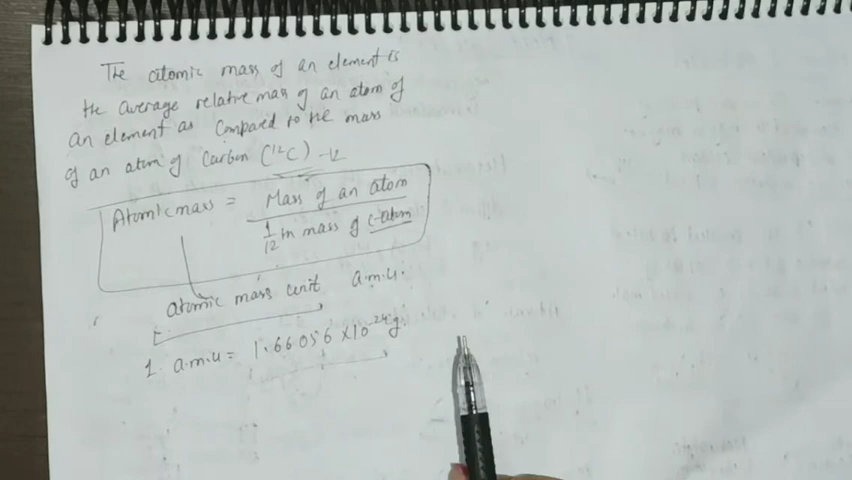 The atomic mass of an element is
the average relative mass of an atom of
an element as compared to the mass
of an atom of Carbon (¹²C) -12
Atomic mass = Mass of an atom
1/12 th mass of C-atom
atomic mass unit a.m.u.
1 a.m.u = 1.66056 × 10⁻²⁴g.